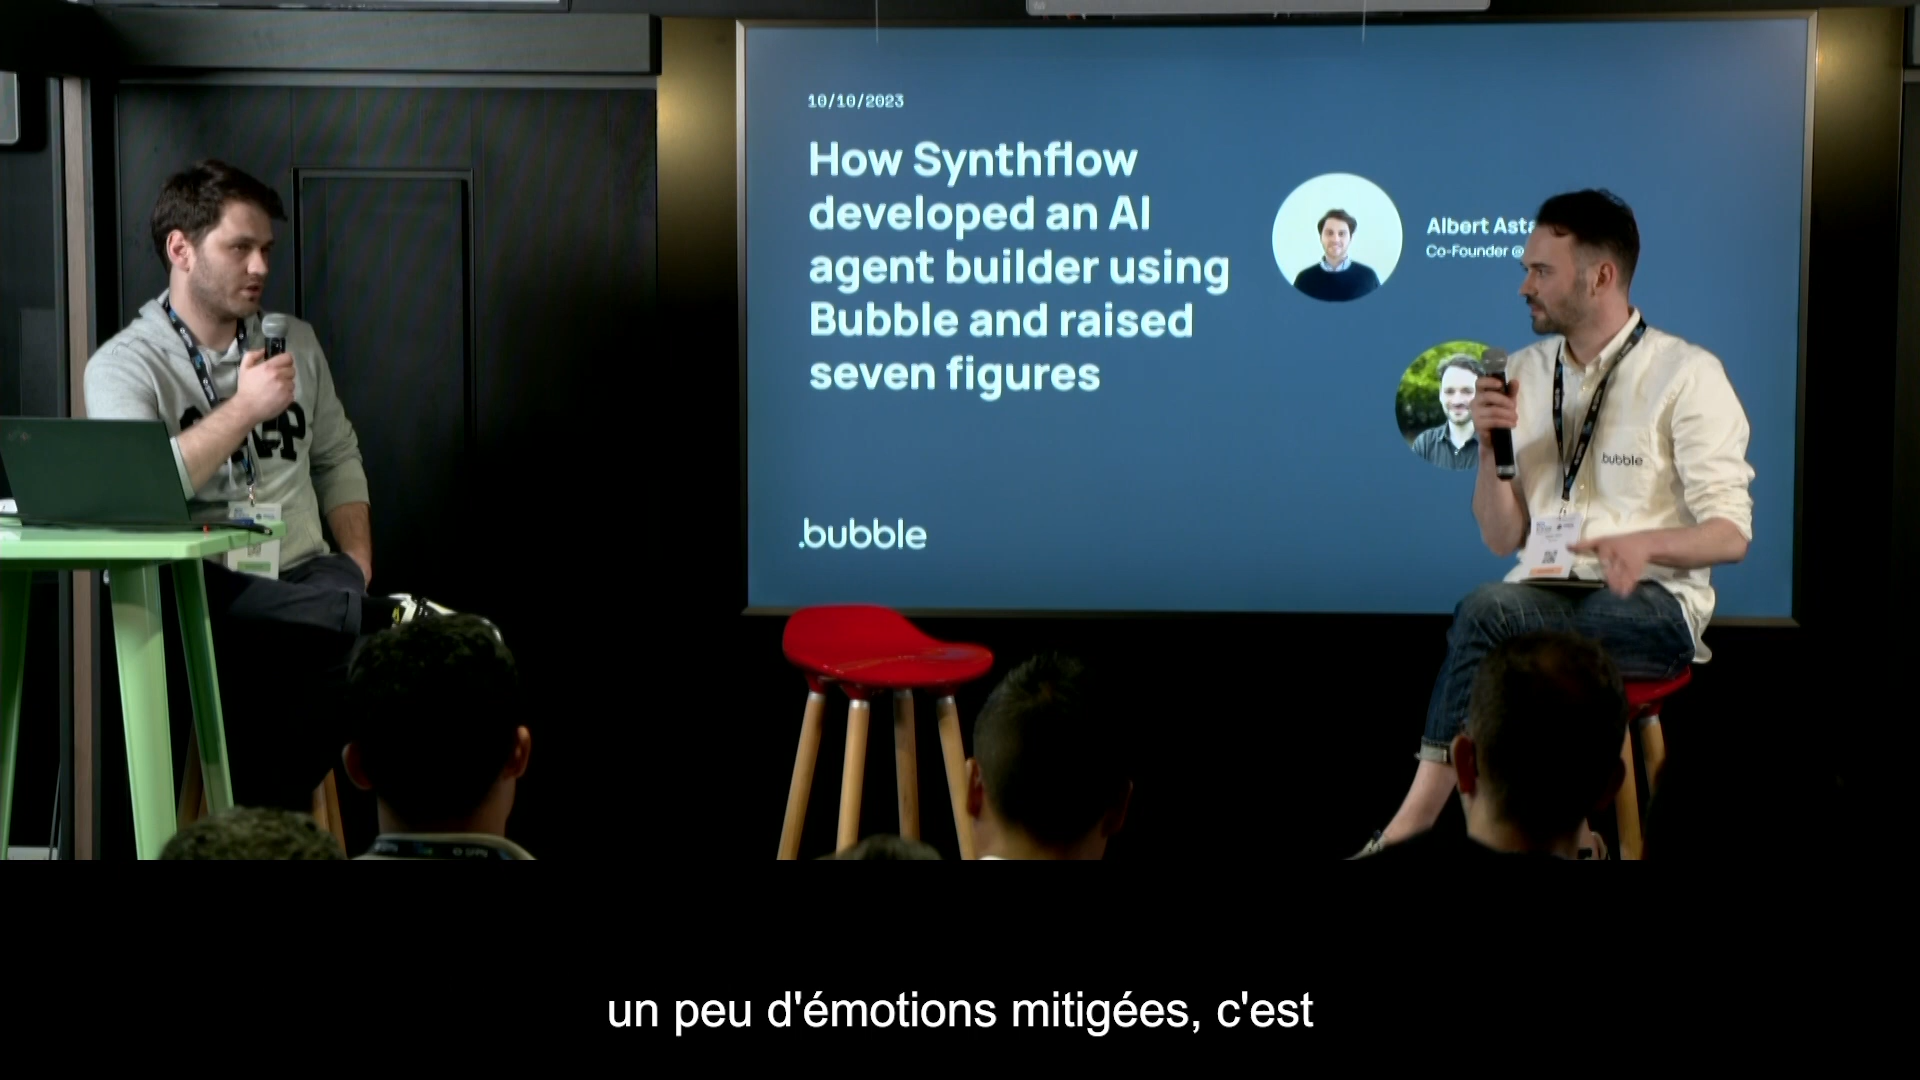 10/10/2023
How Synthflow
developed an AI
agent builder using
Bubble and raised
seven figures
Albert Asta
Co-Founder @
.bubble
.bubble
un peu d'émotions mitigées, c'est